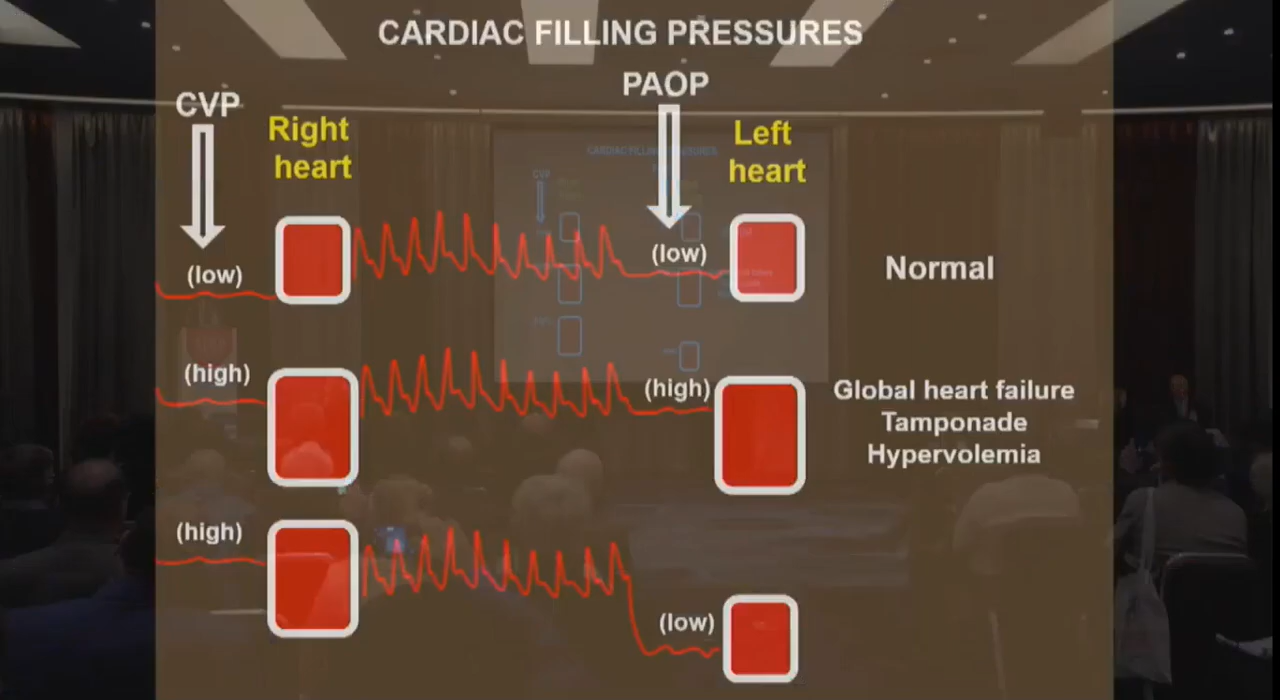 CARDIAC FILLING PRESSURES
CVP
PAOP
Right
heart
Left
heart
(low)
(low)
Normal
(high)
(high)
Global heart failure
Tamponade
Hypervolemia
(high)
(low)